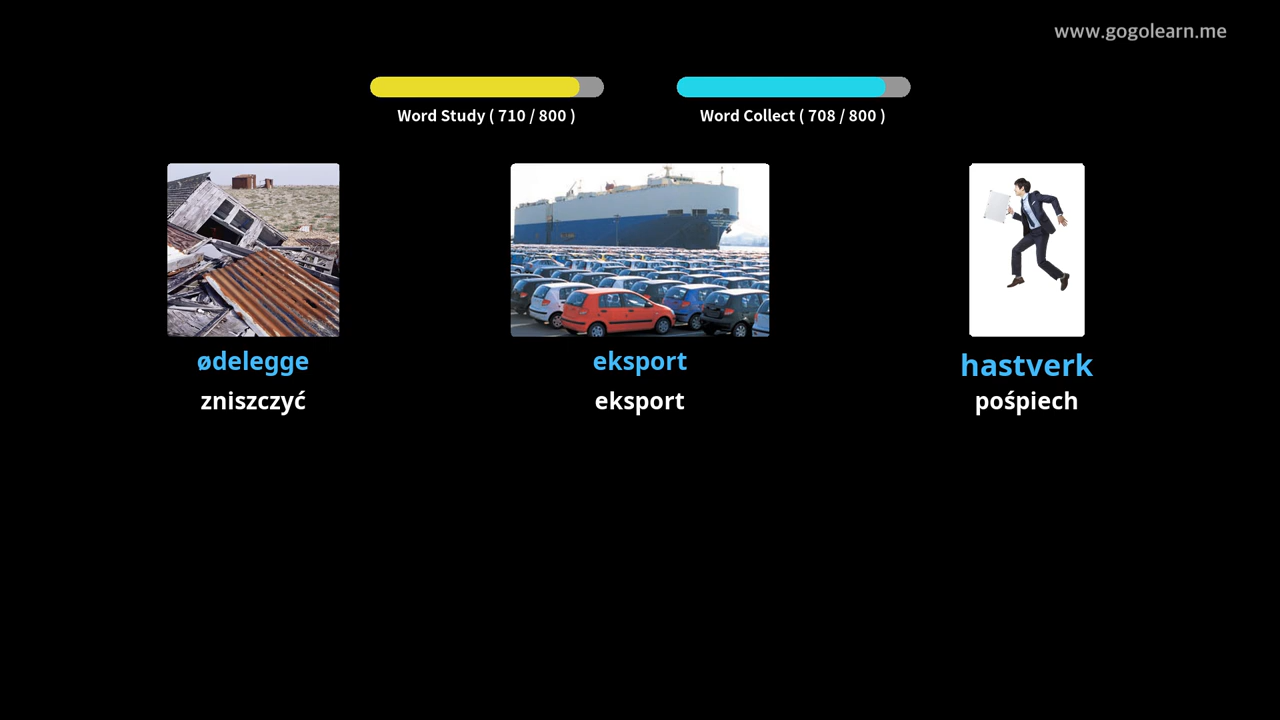 www.gogolearn.me
Word Study ( 710 / 800 )
Word Collect ( 708 / 800 )
ødelegge
zniszczyć
eksport
eksport
hastverk
pośpiech